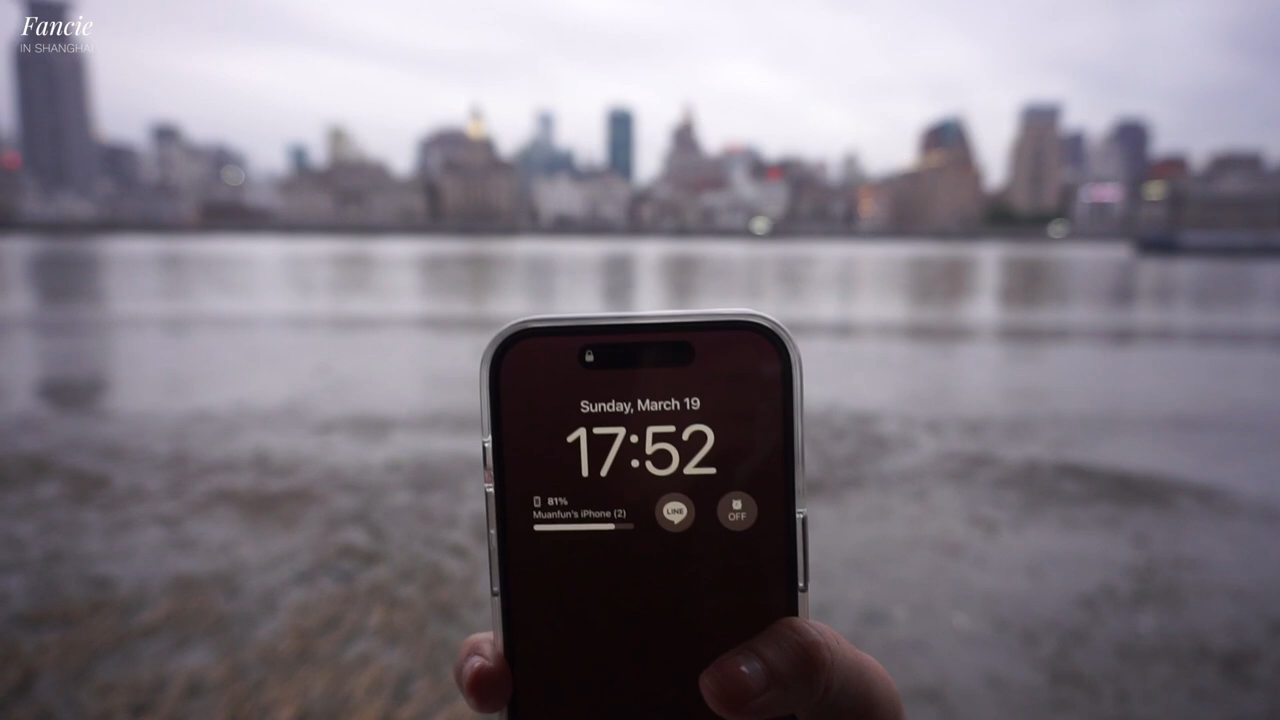 Fancie
IN SHANGHAI
Sunday, March 19
17:52
81%
Muanfun's iPhone (2)
LINE
OFF